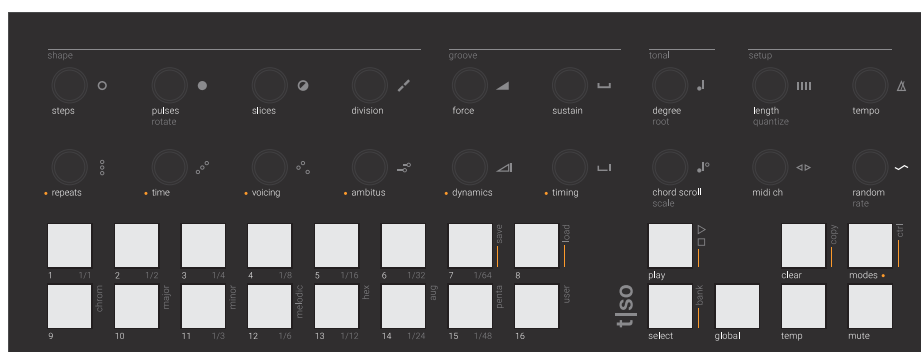 shape groove tonal setup
steps pulses slices division force sustain degree length tempo
rotate root quantize
repeats time voicing ambitus dynamics timing chord scroll midi ch random
scale rate
save load copy ctrl
1 1/1 2 1/2 3 1/4 4 1/8 5 1/16 6 1/32 7 1/64 8 play clear modes
chrom major minor melodic hex aug penta user t|so bank
9 10 11 1/3 12 1/6 13 1/12 14 1/24 15 1/48 16 select global temp mute